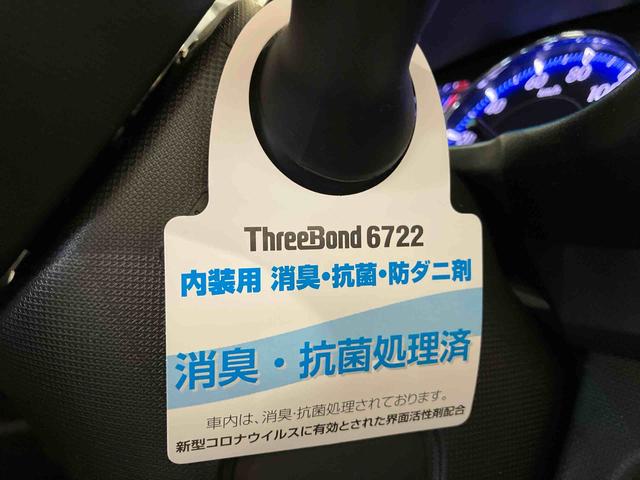 ThreeBond 6722
内装用 消臭・抗菌・防ダニ剤
消臭・抗菌処理済
車内は、消臭・抗菌処理されております。
新型コロナウイルスに有効とされた界面活性剤配合
80
100